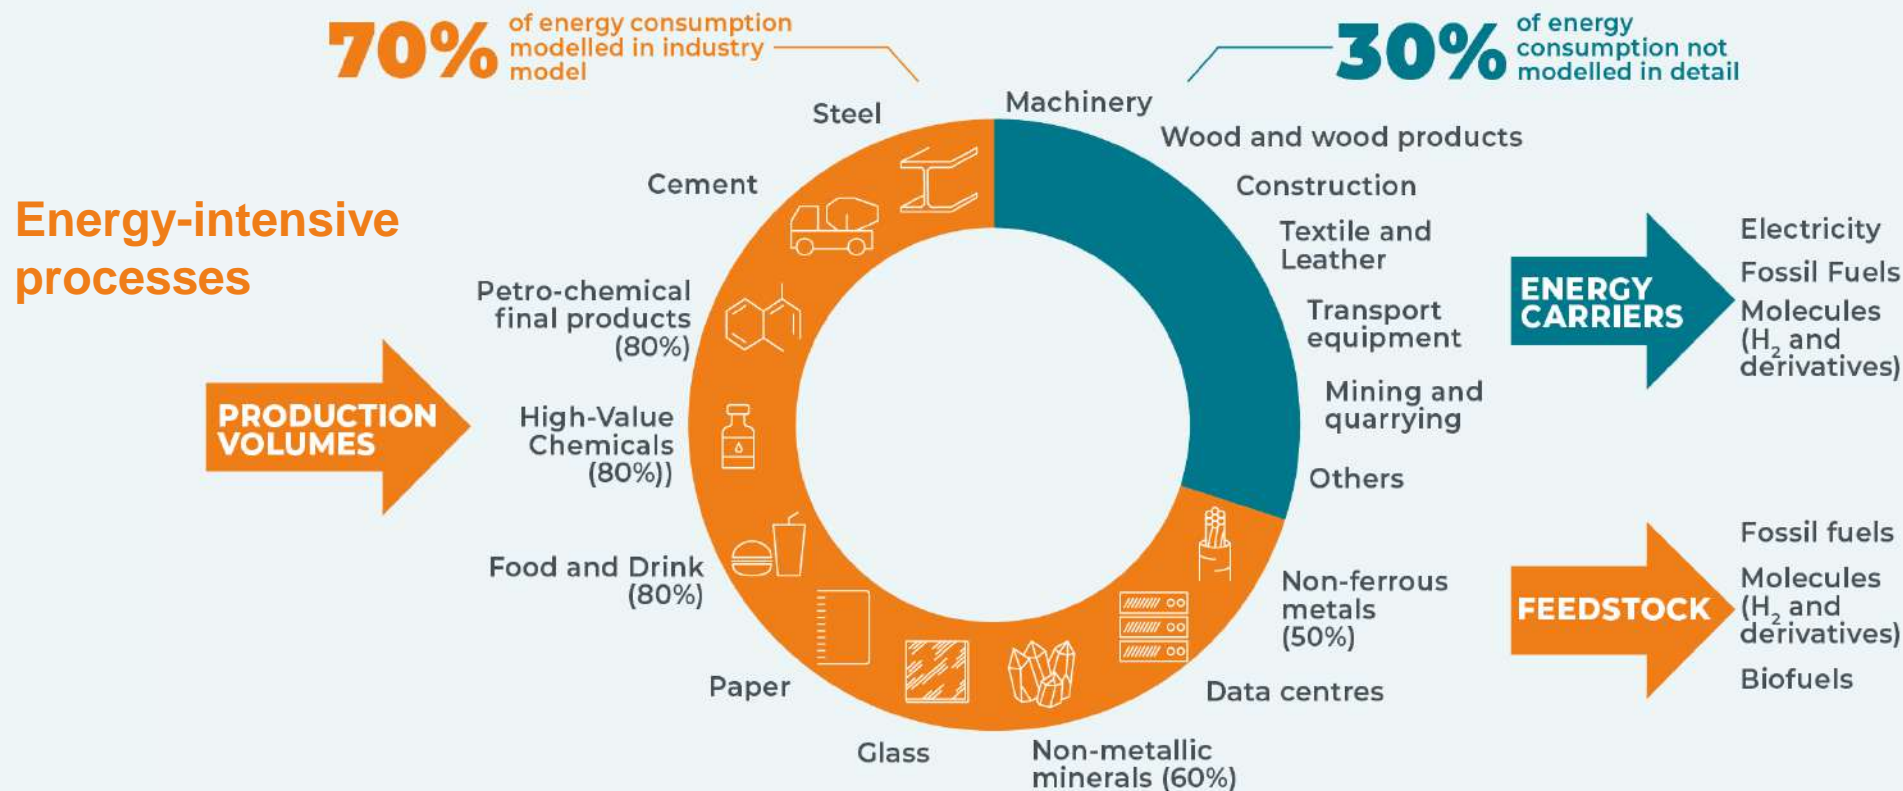 70%
of energy consumption
modelled in industry
model
30%
of energy
consumption not
modelled in detail
Energy-intensive
processes
PRODUCTION
VOLUMES
Steel
Cement
Petro-chemical
final products
(80%)
High-Value
Chemicals
(80%))
Food and Drink
(80%)
Paper
Glass
Non-metallic
minerals (60%)
Data centres
Non-ferrous
metals
(50%)
Machinery
Wood and wood products
Construction
Textile and
Leather
Transport
equipment
Mining and
quarrying
Others
ENERGY
CARRIERS
Electricity
Fossil Fuels
Molecules
(H₂ and
derivatives)
FEEDSTOCK
Fossil fuels
Molecules
(H₂ and
derivatives)
Biofuels